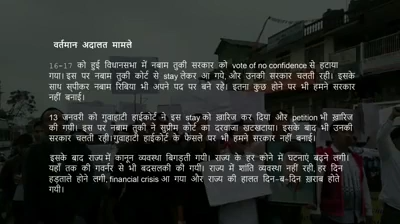 वर्तमान अदालत मामले
16-17 को हुई विधानसभा में नबाम तुकी सरकार को vote of no confidence से हटाया
गया। इस पर नबाम तुकी कोर्ट से stay लेकर आ गये, और उनकी सरकार चलती रही। इसके
साथ स्पीकर नबाम रिबिया भी अपने पद पर बने रहे। इतना कुछ होने पर भी हमने सरकार
नहीं बनाई।
13 जनवरी को गुवाहाटी हाईकोर्ट ने इस stay को ख़ारिज कर दिया और petition भी ख़ारिज
की गयी। इस पर नबाम तुकी ने सुप्रीम कोर्ट का दरवाजा खटखटाया। इसके बाद भी उनकी
सरकार चलती रही।गुवाहाटी हाईकोर्ट के फैसले पर भी हमने सरकार नहीं बनाई।
इसके बाद राज्य में कानून व्यवस्था बिगड़ती गयी। राज्य के हर कोने में घटनाएं बढ़ने लगी।
यहाँ तक की गवर्नर से भी बदसलूकी की गयी। राज्य में शांति व्यवस्था नहीं रही, हर दिन
हड़ताले होने लगी, financial crisis आ गया और राज्य की हालत दिन-ब-दिन ख़राब होते
गयी।